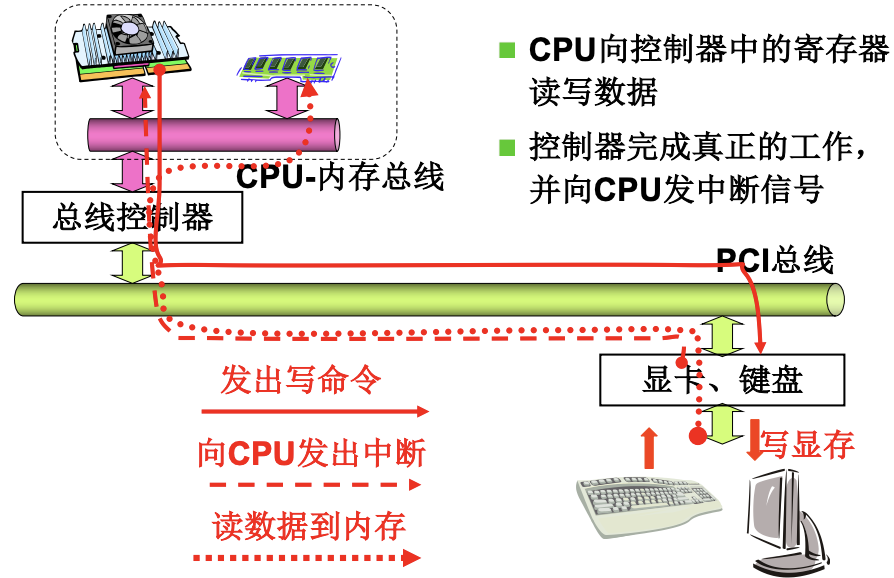 CPU向控制器中的寄存器
读写数据
控制器完成真正的工作，
并向CPU发中断信号
CPU-内存总线
总线控制器
PCI总线
显卡、键盘
发出写命令
写显存
向CPU发出中断
读数据到内存